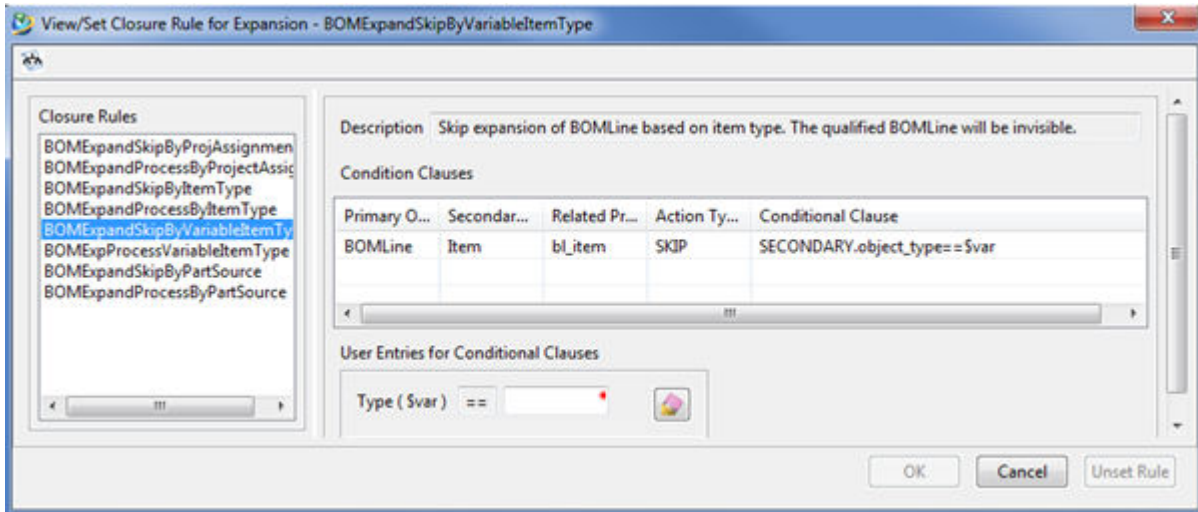 View/Set Closure Rule for Expansion - BOMExpandSkipByVariableItemType
Closure Rules
BOMExpandSkipByProjAssignmen
BOMExpandProcessByProjectAssig
BOMExpandSkipByItemType
BOMExpandProcessByItemType
BOMExpandSkipByVariableItemTy
BOMExpProcessVariableItemType
BOMExpandSkipByPartSource
BOMExpandProcessByPartSource
Description Skip expansion of BOMLine based on item type. The qualified BOMLine will be invisible.
Condition Clauses
Primary O... Secondar... Related Pr... Action Ty... Conditional Clause
BOMLine Item bl_item SKIP SECONDARY.object_type==$var
User Entries for Conditional Clauses
Type ( $var ) == *
OK Cancel Unset Rule